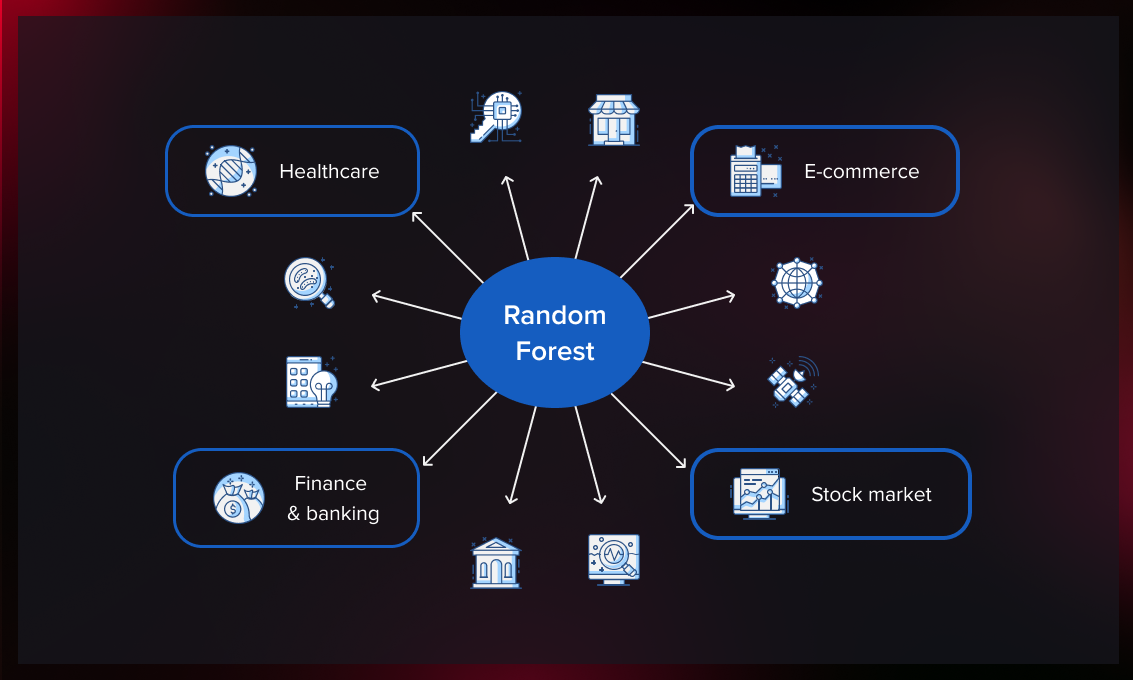 Healthcare
E-commerce
Random
Forest
Finance
& banking
Stock market